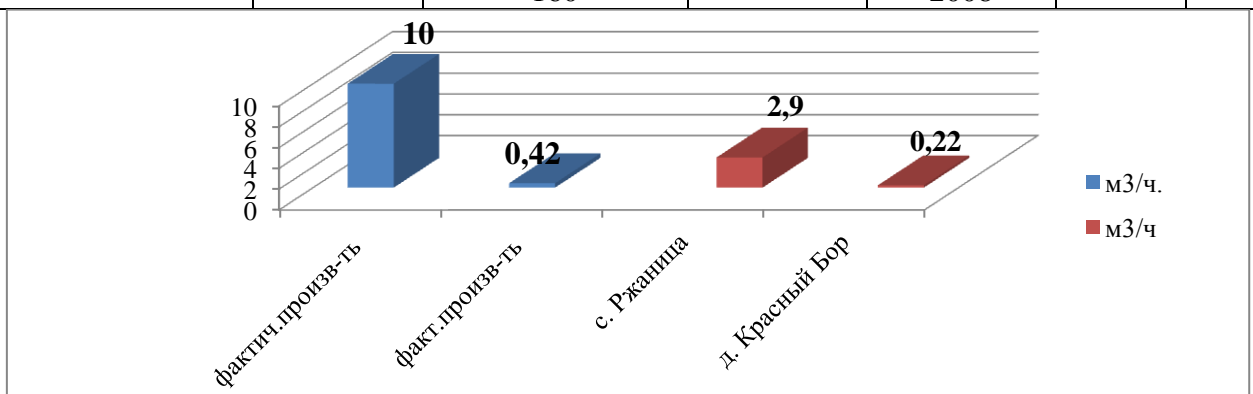 10
2,9
0,42
0,22
10
8
6
4
2
0
фактич.произв-ть
факт.произв-ть
с. Ржаница
д. Красный Бор
м3/ч.
м3/ч